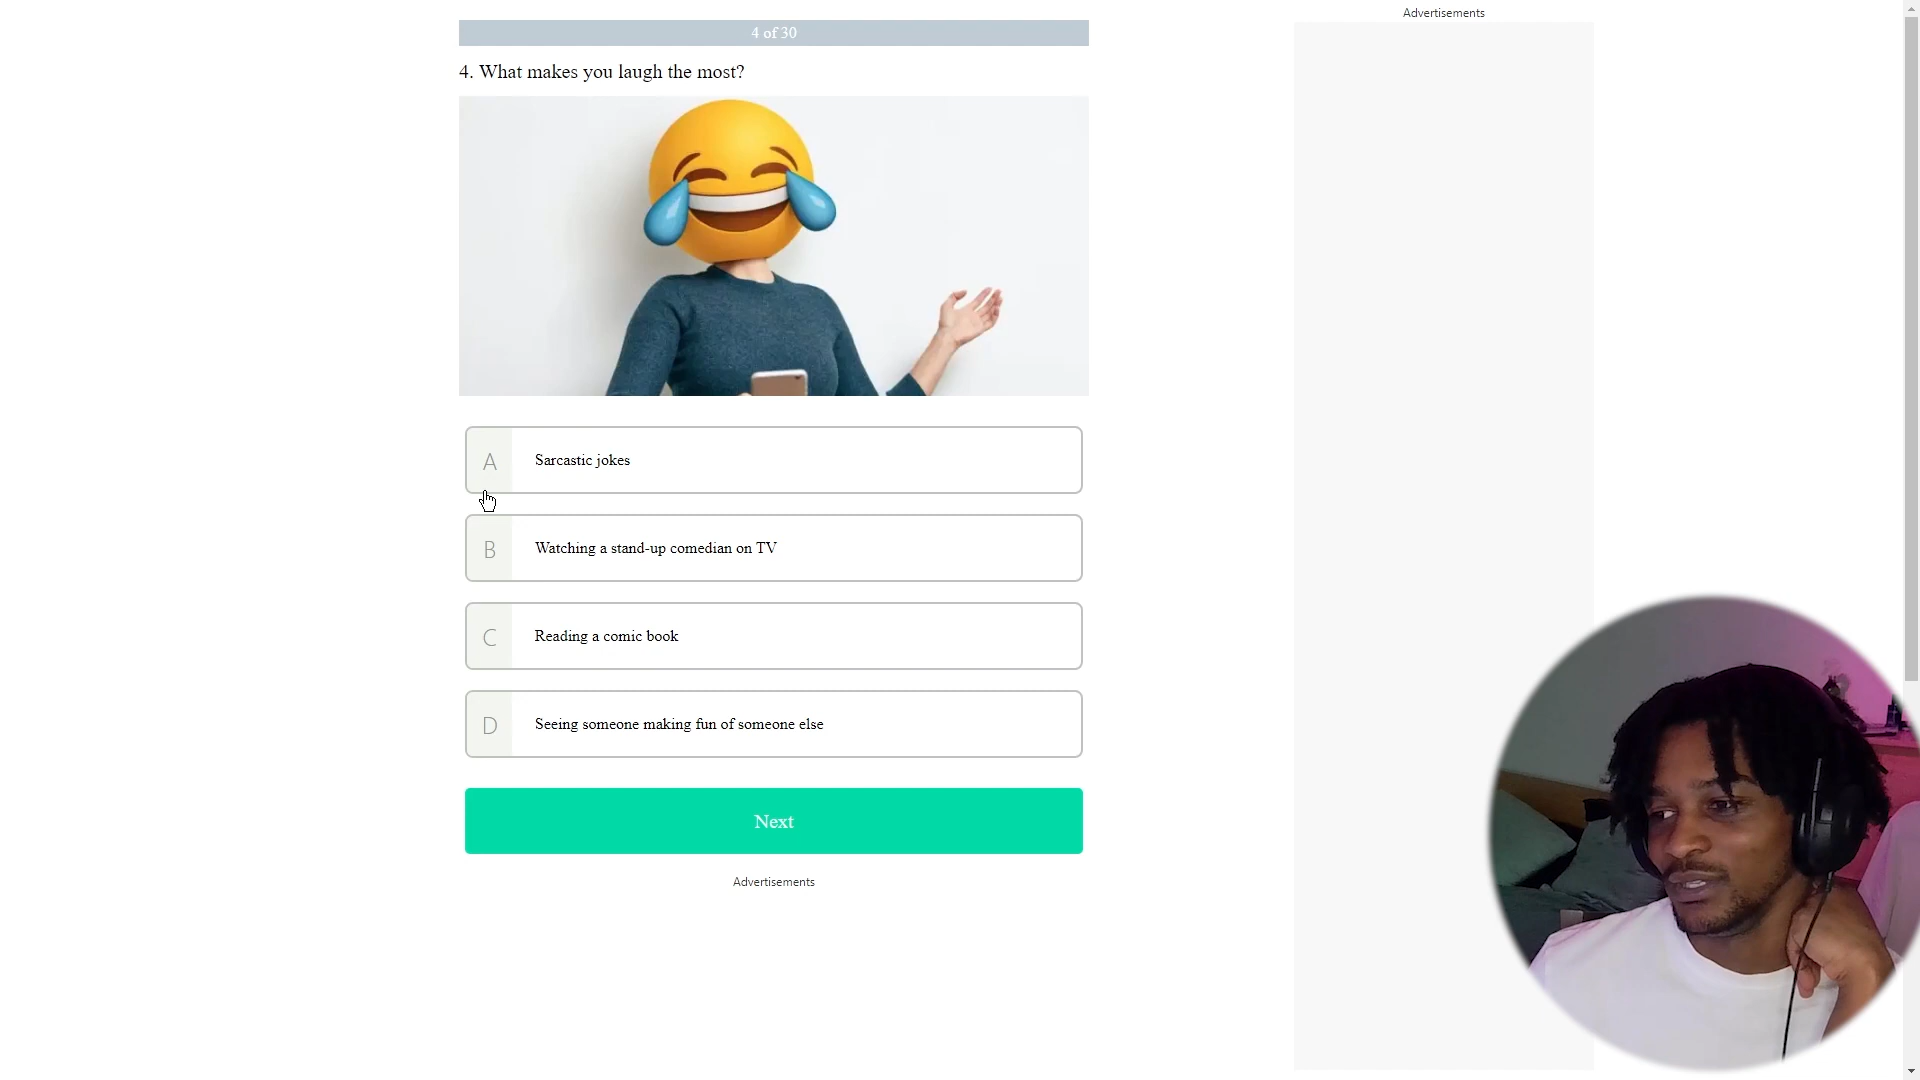 Advertisements
4 of 30
4. What makes you laugh the most?
A Sarcastic jokes
B Watching a stand-up comedian on TV
C Reading a comic book
D Seeing someone making fun of someone else
Next
Advertisements